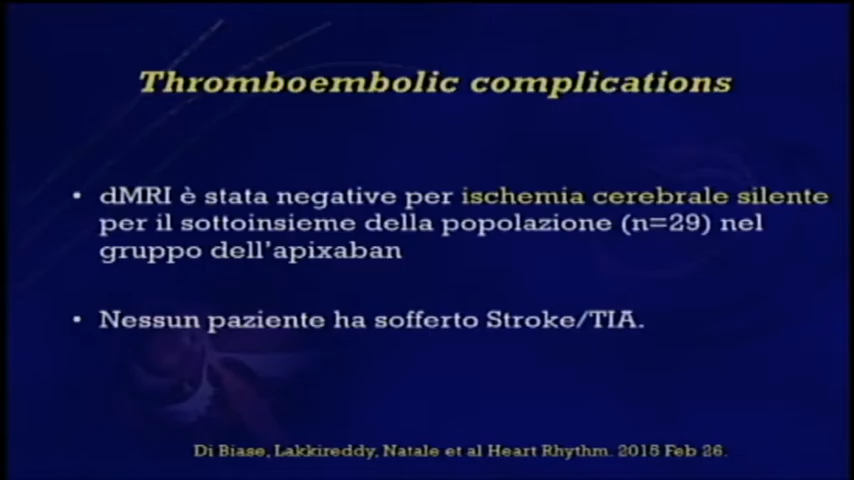 Thromboembolic complications
• dMRI è stata negative per ischemia cerebrale silente
per il sottoinsieme della popolazione (n=29) nel
gruppo dell'apixaban
• Nessun paziente ha sofferto Stroke/TIA.
Di Biase, Lakkireddy, Natale et al Heart Rhythm. 2015 Feb 26.